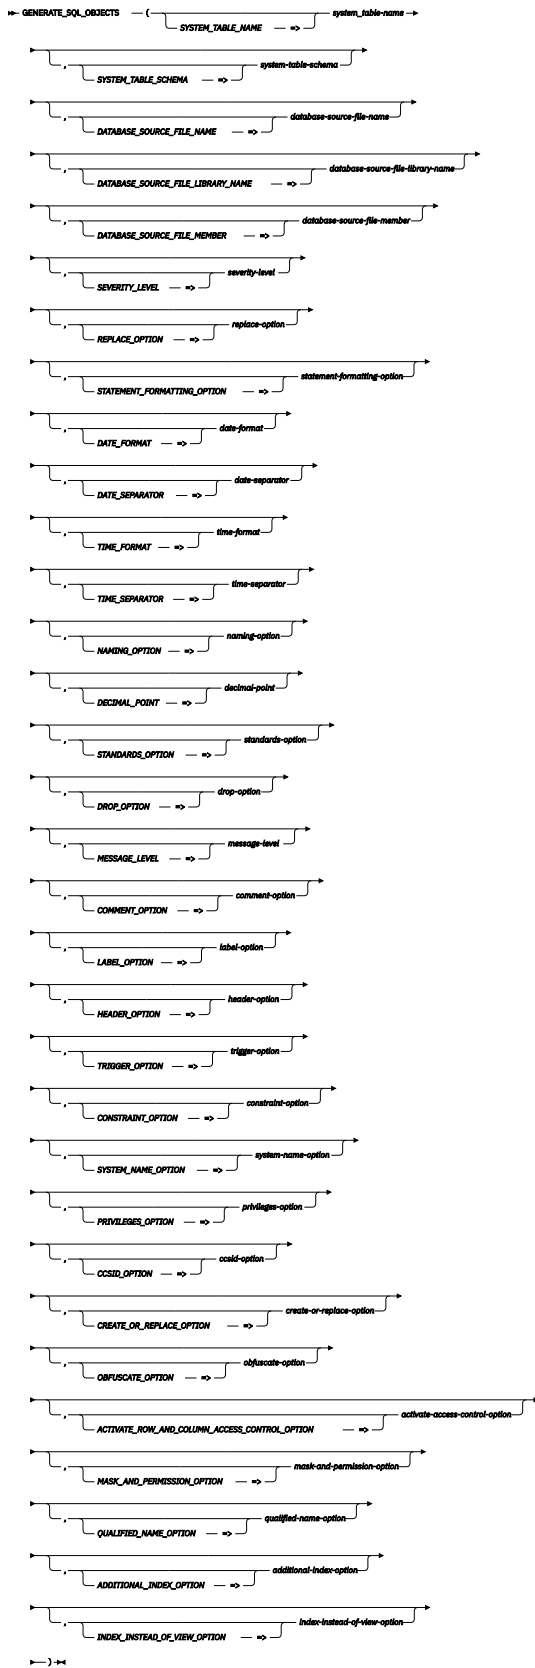 GENERATE_SQL_OBJECTS ( system_table-name
SYSTEM_TABLE_NAME =>
, system-table-schema
SYSTEM_TABLE_SCHEMA =>
, database-source-file-name
DATABASE_SOURCE_FILE_NAME =>
, database-source-file-library-name
DATABASE_SOURCE_FILE_LIBRARY_NAME =>
, database-source-file-member
DATABASE_SOURCE_FILE_MEMBER =>
, severity-level
SEVERITY_LEVEL =>
, replace-option
REPLACE_OPTION =>
, statement-formatting-option
STATEMENT_FORMATTING_OPTION =>
, date-format
DATE_FORMAT =>
, date-separator
DATE_SEPARATOR =>
, time-format
TIME_FORMAT =>
, time-separator
TIME_SEPARATOR =>
, naming-option
NAMING_OPTION =>
, decimal-point
DECIMAL_POINT =>
, standards-option
STANDARDS_OPTION =>
, drop-option
DROP_OPTION =>
, message-level
MESSAGE_LEVEL =>
, comment-option
COMMENT_OPTION =>
, label-option
LABEL_OPTION =>
, header-option
HEADER_OPTION =>
, trigger-option
TRIGGER_OPTION =>
, constraint-option
CONSTRAINT_OPTION =>
, system-name-option
SYSTEM_NAME_OPTION =>
, privileges-option
PRIVILEGES_OPTION =>
, ccsid-option
CCSID_OPTION =>
, create-or-replace-option
CREATE_OR_REPLACE_OPTION =>
, obfuscate-option
OBFUSCATE_OPTION =>
, activate-access-control-option
ACTIVATE_ROW_AND_COLUMN_ACCESS_CONTROL_OPTION =>
, mask-and-permission-option
MASK_AND_PERMISSION_OPTION =>
, qualified-name-option
QUALIFIED_NAME_OPTION =>
, additional-index-option
ADDITIONAL_INDEX_OPTION =>
, index-instead-of-view-option
INDEX_INSTEAD_OF_VIEW_OPTION =>
)